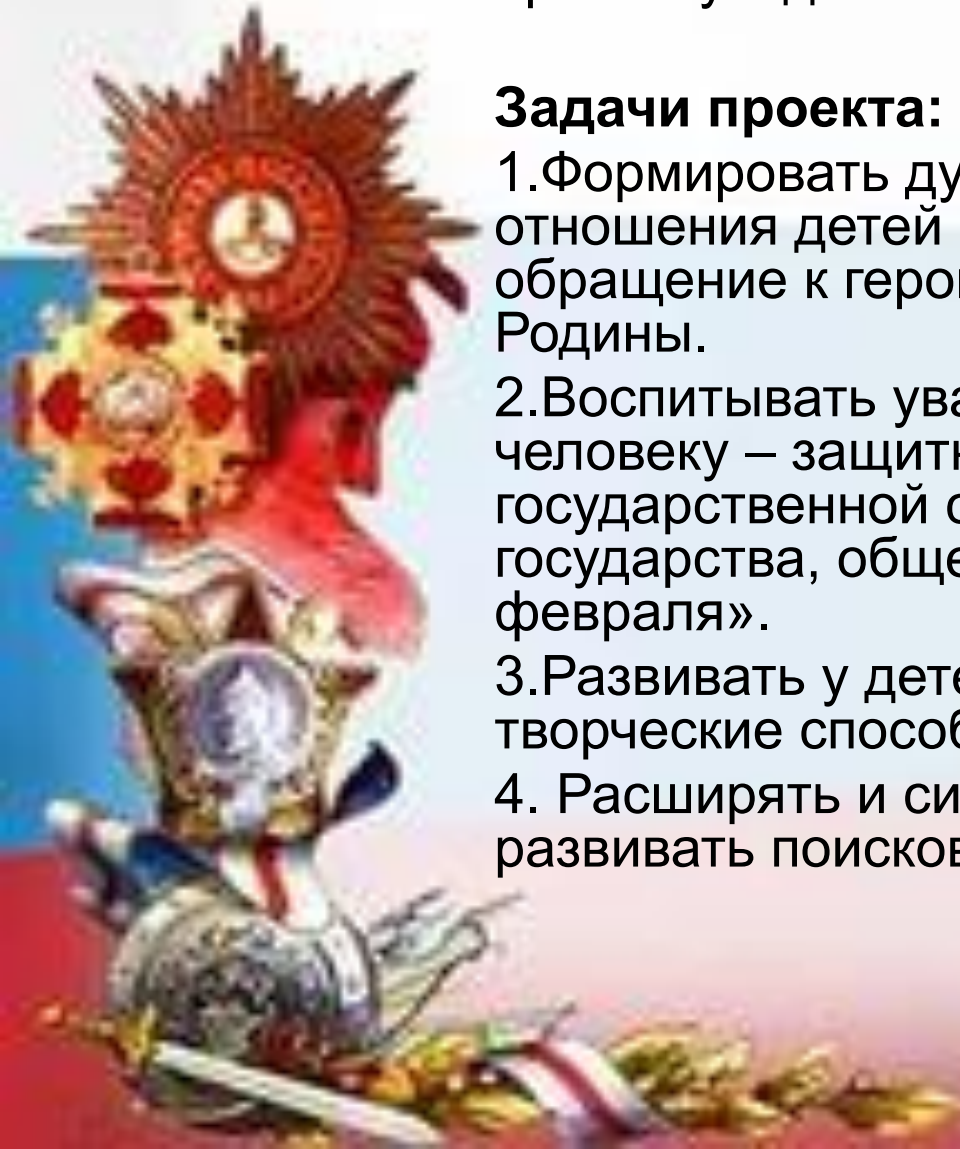 Задачи проекта:
1.Формировать ду
отношения детей
обращение к геро
Родины.
2.Воспитывать ува
человеку – защит
государственной
государства, обще
февраля».
3.Развивать у дете
творческие способ
4. Расширять и си
развивать поисков